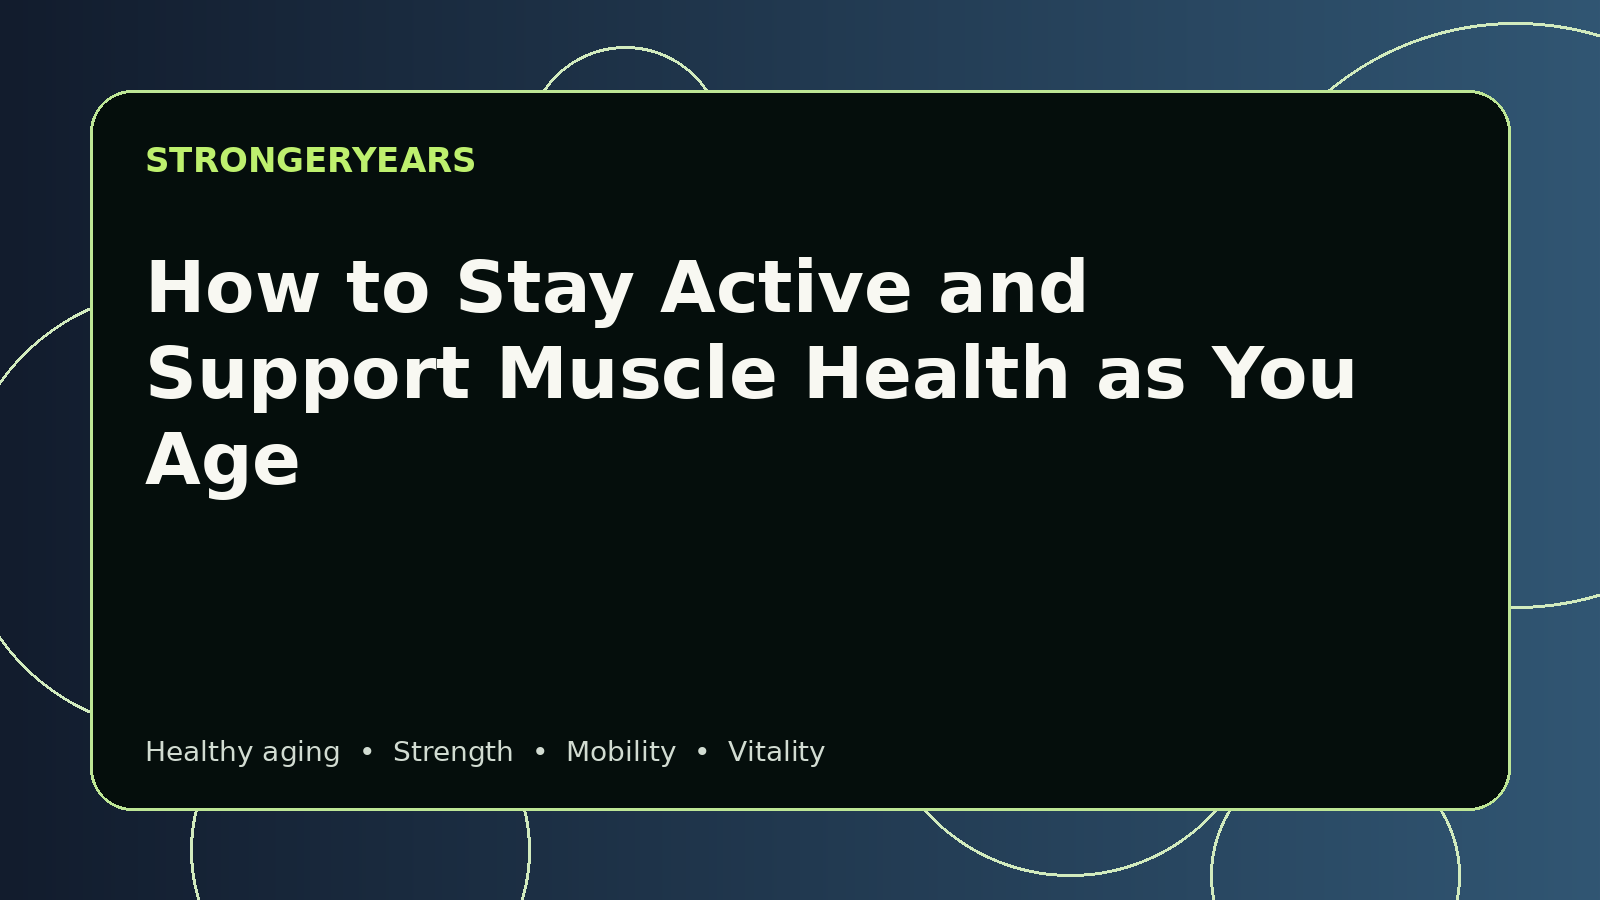 STRONGERYEARS
How to Stay Active and
Support Muscle Health as You
Age
Healthy aging • Strength • Mobility • Vitality